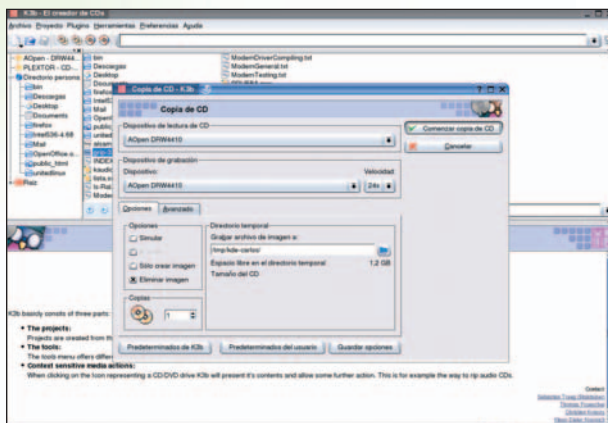 K3b - El creador de CDs
Archivo Proyecto Plugins Herramientas Preferencias Ayuda
AOpen - DRW44...
PLEXTOR - CD-...
Directorio persona
bin
Descargas
Desktop
Documents
firefox
Intel536-4.68
Mail
OpenOffice.o...
public_html
unitedlinux
Raiz
bin
Descargas
Desktop
firefox
Mail
ModemDriverCompiling.txt
ModemGeneral.txt
ModemTesting.txt
Copia de CD - K3b
Copia de CD
Dispositivo de lectura de CD
AOpen DRW4410
Comenzar copia de CD
Cancelar
Dispositivo de grabación
Dispositivo:
Velocidad
AOpen DRW4410
24x
Opciones
Avanzado
Opciones
Simular
Sólo crear imagen
Eliminar imagen
Copias
1
Directorio temporal
Grabar archivo de imagen a:
/tmp/kde-carlos/
Espacio libre en el directorio temporal
1,2 GB
Tamaño del CD
Predeterminados de K3b
Predeterminados del usuario
Guardar opciones
K3b basicly consists of three parts:
The projects:
Projects are created from th
The tools:
The tools menu offers differ
Context sensitive media actions:
When clicking on the Icon representing a CD/DVD drive K3b will present it's contents and allow some further action. This is for example the way to rip audio CDs.
Contact